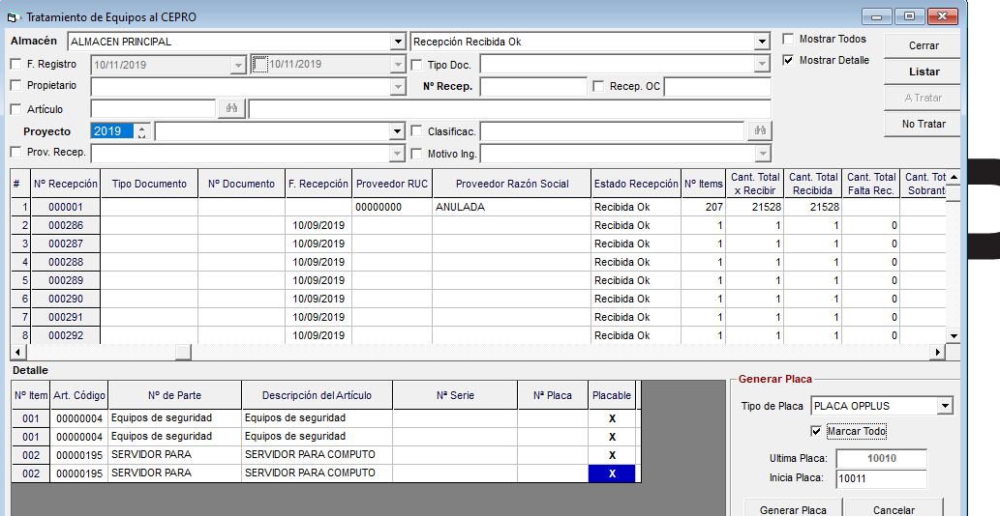 Tratamiento de Equipos al CEPRO
Almacén ALMACEN PRINCIPAL Recepción Recibida Ok Mostrar Todos Cerrar
F. Registro 10/11/2019 10/11/2019 Tipo Doc. Mostrar Detalle Listar
Propietario Nº Recep. Recep. OC A Tratar
Artículo No Tratar
Proyecto 2019 Clasificac.
Prov. Recep. Motivo Ing.
# Nº Recepción Tipo Documento Nº Documento F. Recepción Proveedor RUC Proveedor Razón Social Estado Recepción Nº Items Cant. Total x Recibir Cant. Total Recibida Cant. Total Falta Rec. Cant. Tot Sobrant
1 000001 00000000 ANULADA Recibida Ok 207 21528 21528
2 000286 10/09/2019 Recibida Ok 1 1 1 0
3 000287 10/09/2019 Recibida Ok 1 1 1 0
4 000288 10/09/2019 Recibida Ok 1 1 1 0
5 000289 10/09/2019 Recibida Ok 1 1 1 0
6 000290 10/09/2019 Recibida Ok 1 1 1 0
7 000291 10/09/2019 Recibida Ok 1 1 1 0
8 000292 10/09/2019 Recibida Ok 1 1 1 0
Detalle
Nº Item Art. Código Nº de Parte Descripción del Artículo Nª Serie Nª Placa Placable
001 00000004 Equipos de seguridad Equipos de seguridad X
001 00000004 Equipos de seguridad Equipos de seguridad X
002 00000195 SERVIDOR PARA SERVIDOR PARA COMPUTO X
002 00000195 SERVIDOR PARA SERVIDOR PARA COMPUTO X
Generar Placa
Tipo de Placa PLACA OPPLUS
Marcar Todo
Ultima Placa: 10010
Inicia Placa: 10011
Generar Placa Cancelar